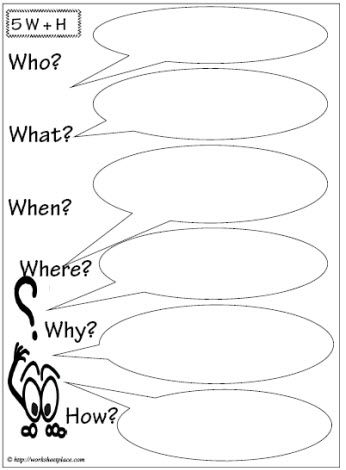 5 W + H
Who?
What?
When?
Where?
?
Why?
How?
© http://worksheetplace.com